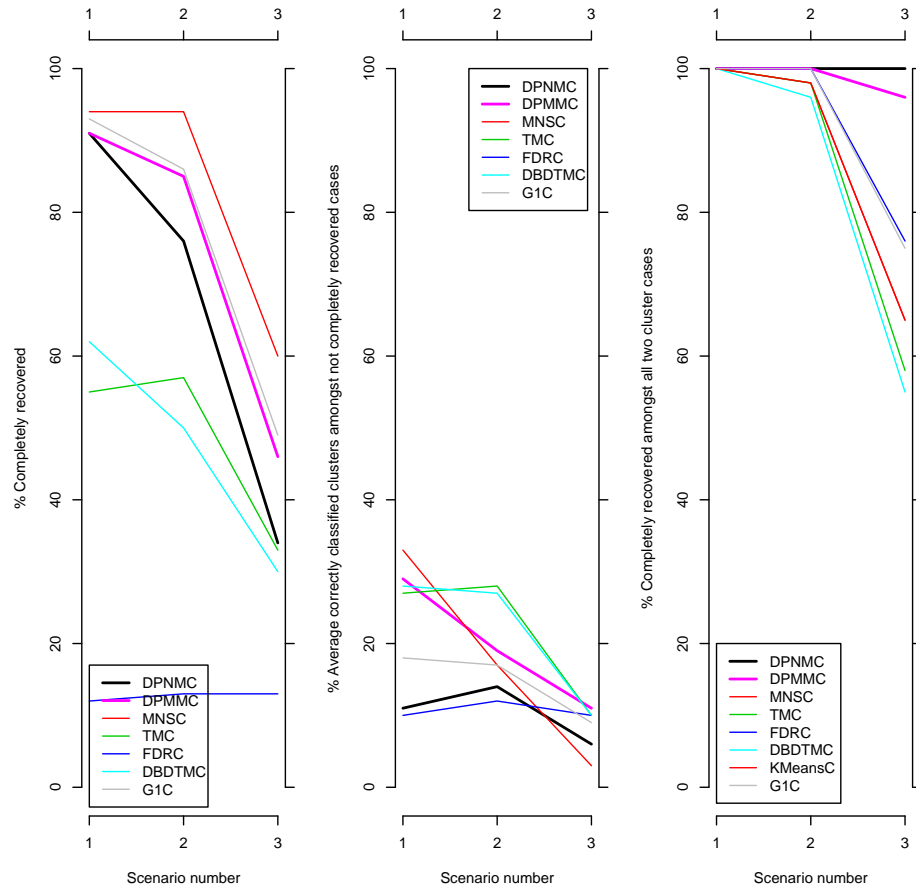 1 2 3
0 20 40 60 80 100
% Completely recovered
DPNMC
DPMMC
MNSC
TMC
FDRC
DBDTMC
G1C
1 2 3
Scenario number
1 2 3
0 20 40 60 80 100
% Average correctly classified clusters amongst not completely recovered cases
DPNMC
DPMMC
MNSC
TMC
FDRC
DBDTMC
G1C
1 2 3
Scenario number
1 2 3
0 20 40 60 80 100
% Completely recovered amongst all two cluster cases
DPNMC
DPMMC
MNSC
TMC
FDRC
DBDTMC
KMeansC
G1C
1 2 3
Scenario number